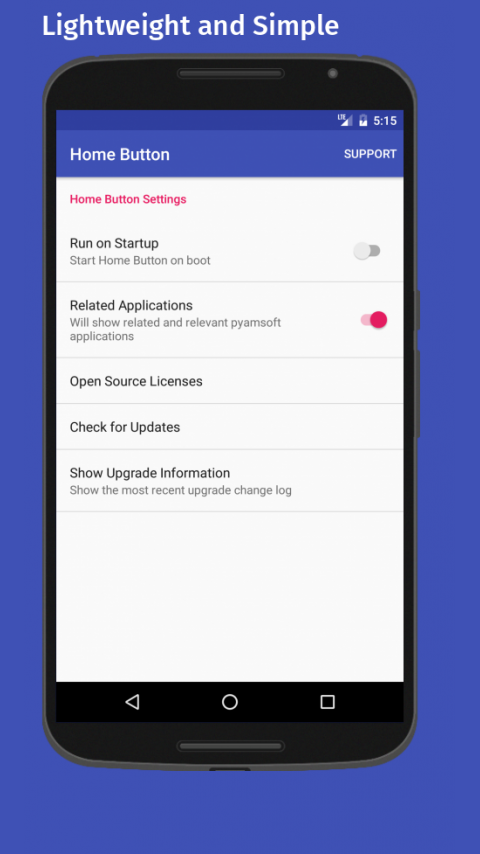 Lightweight and Simple
LTE 5:15
Home Button SUPPORT
Home Button Settings
Run on Startup
Start Home Button on boot
Related Applications
Will show related and relevant pyamsoft
applications
Open Source Licenses
Check for Updates
Show Upgrade Information
Show the most recent upgrade change log